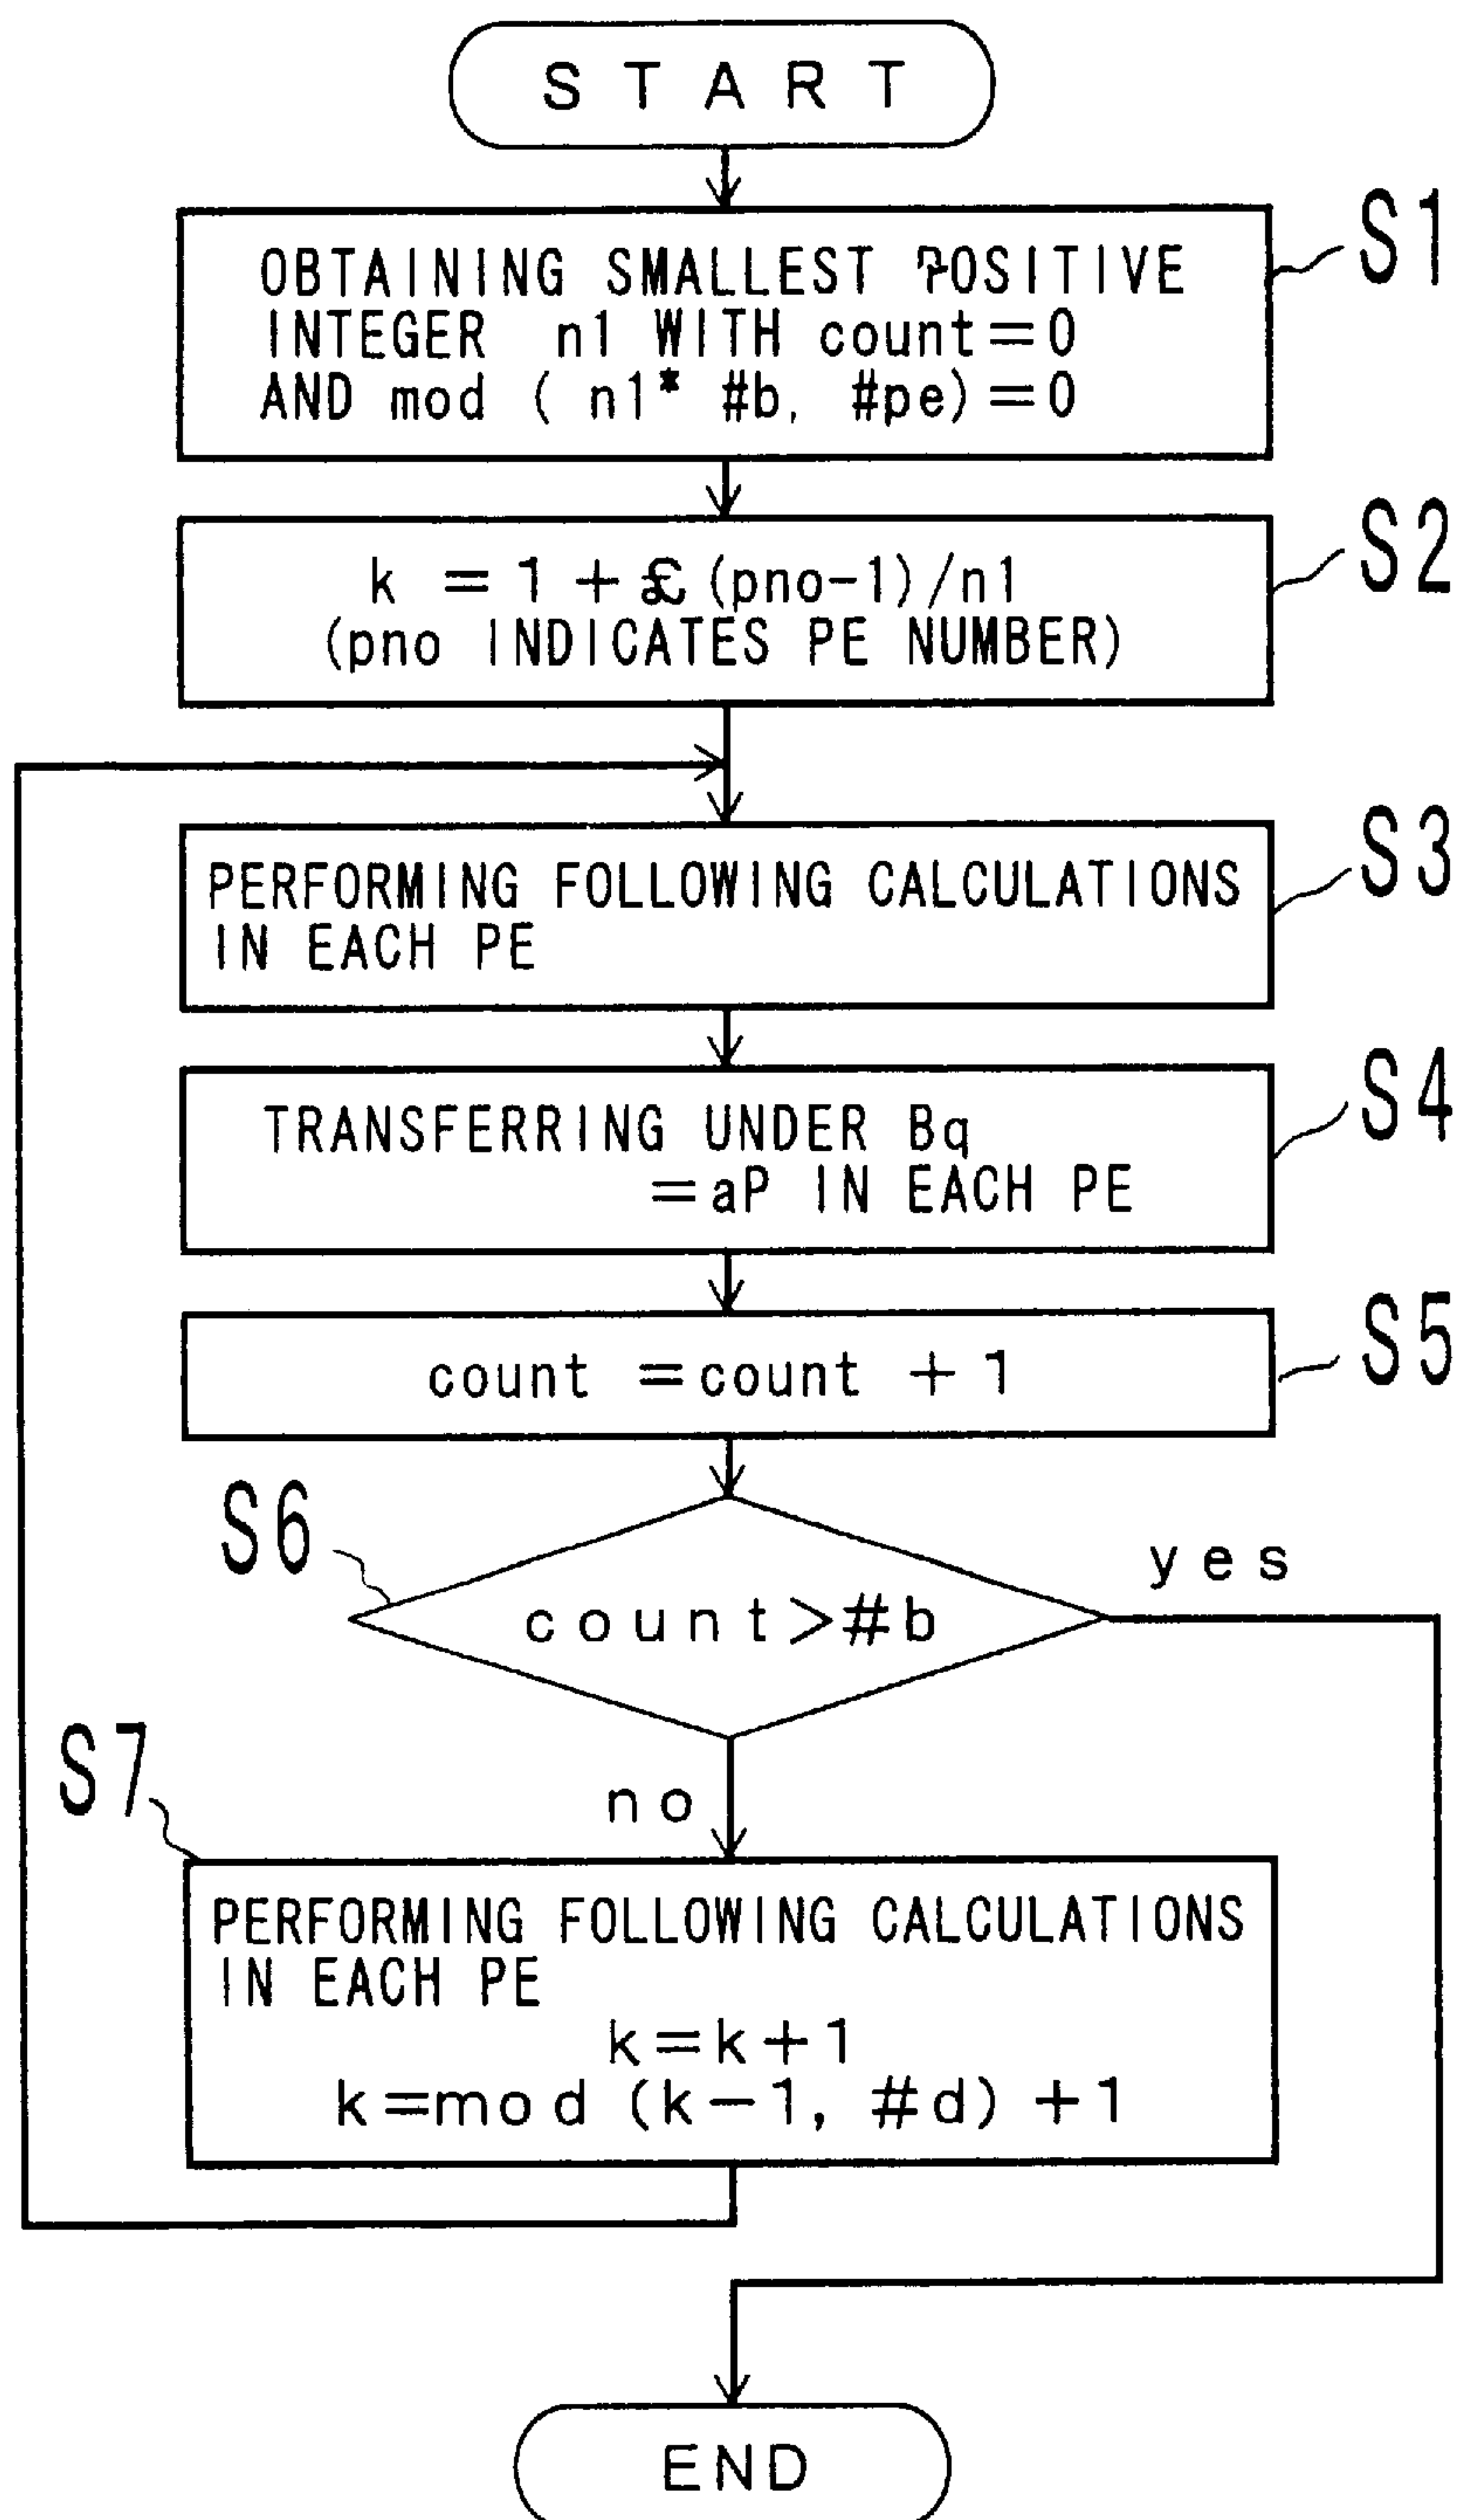 START
S1
OBTAINING SMALLEST POSITIVE
INTEGER n1 WITH count=0
AND mod ( n1* #b, #pe)=0
S2
k = 1 + (pno-1)/n1
(pno INDICATES PE NUMBER)
S3
PERFORMING FOLLOWING CALCULATIONS
IN EACH PE
S4
TRANSFERRING UNDER Bq
=aP IN EACH PE
S5
count =count +1
S6
yes
count>#b
S7
no
PERFORMING FOLLOWING CALCULATIONS
IN EACH PE
k=k+1
k=mod (k-1, #d) +1
END